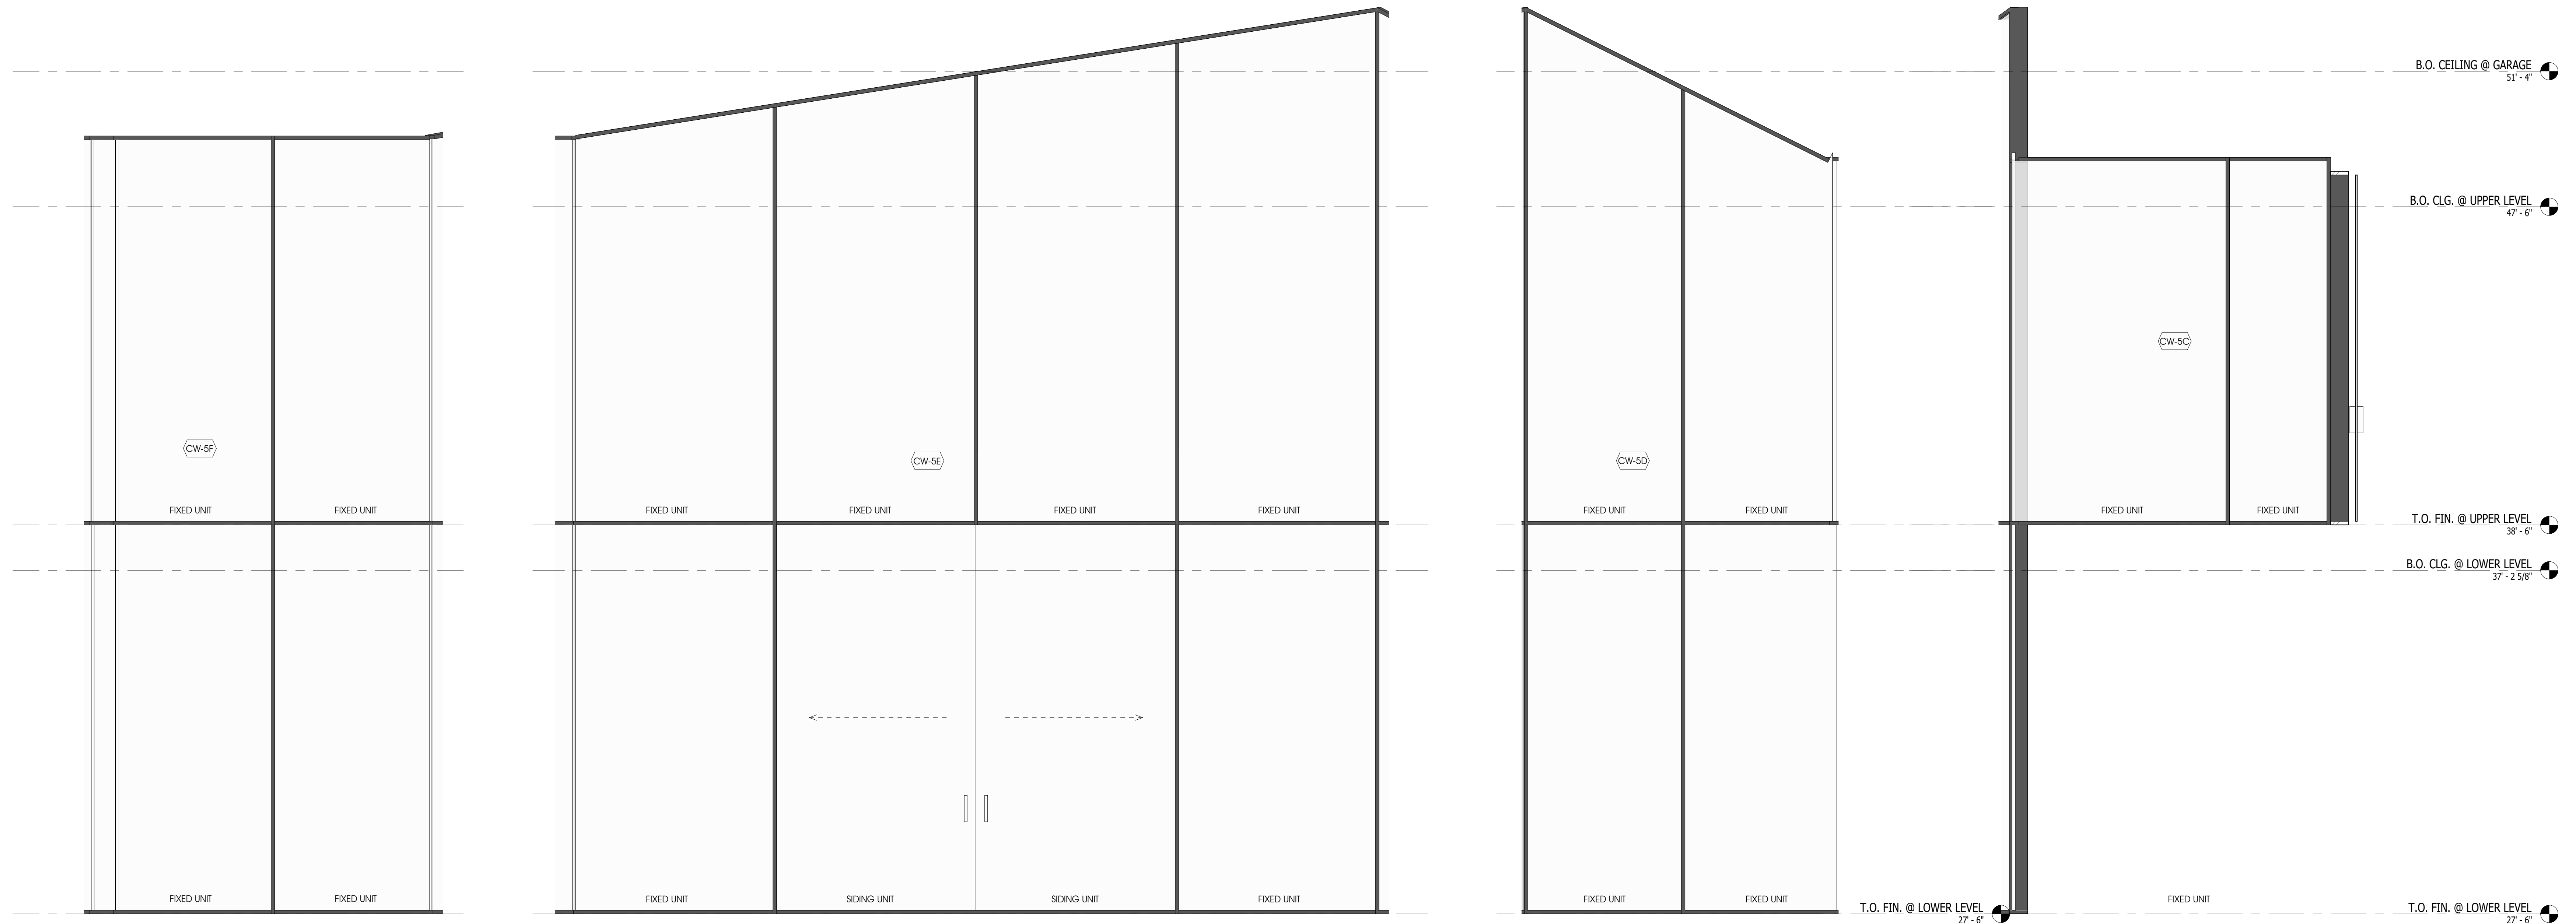 B.O. CEILING @ GARAGE
51' - 4"
B.O. CLG. @ UPPER LEVEL
47' - 6"
CW-5C
CW-5F
CW-5E
CW-5D
FIXED UNIT
FIXED UNIT
FIXED UNIT
FIXED UNIT
FIXED UNIT
FIXED UNIT
FIXED UNIT
FIXED UNIT
FIXED UNIT
FIXED UNIT
T.O. FIN. @ UPPER LEVEL
38' - 6"
B.O. CLG. @ LOWER LEVEL
37' - 2 5/8"
FIXED UNIT
FIXED UNIT
FIXED UNIT
SIDING UNIT
SIDING UNIT
FIXED UNIT
FIXED UNIT
FIXED UNIT
FIXED UNIT
T.O. FIN. @ LOWER LEVEL
27' - 6"
T.O. FIN. @ LOWER LEVEL
27' - 6"